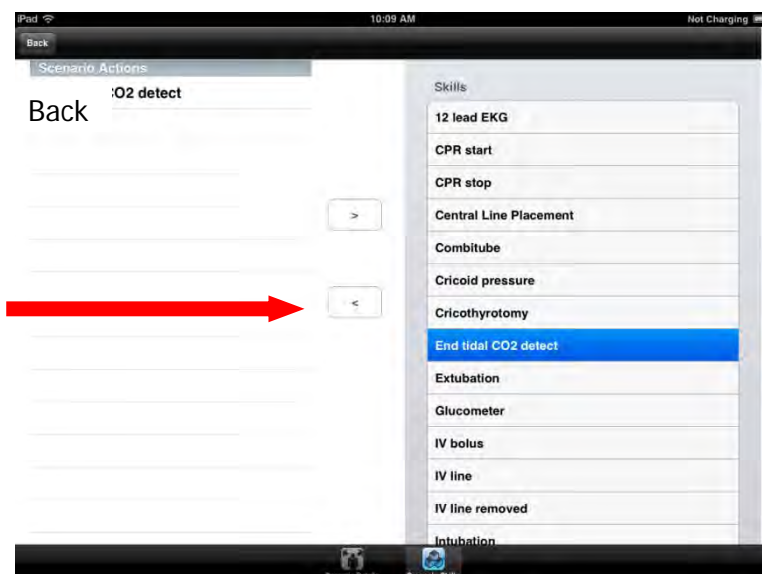 iPad 10:09 AM Not Charging
Back
Scenario Actions
CO2 detect
Back
>
<
Skills
12 lead EKG
CPR start
CPR stop
Central Line Placement
Combitube
Cricoid pressure
Cricothyrotomy
End tidal CO2 detect
Extubation
Glucometer
IV bolus
IV line
IV line removed
Intubation